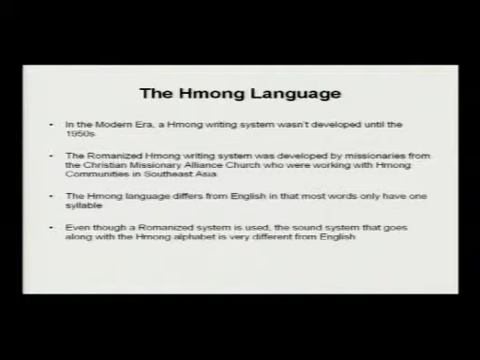 The Hmong Language
• In the Modern Era, a Hmong writing system wasn't developed until the
1950s
• The Romanized Hmong writing system was developed by missionaries from
the Christian Missionary Alliance Church who were working with Hmong
Communities in Southeast Asia
• The Hmong language differs from English in that most words only have one
syllable
• Even though a Romanized system is used, the sound system that goes
along with the Hmong alphabet is very different from English